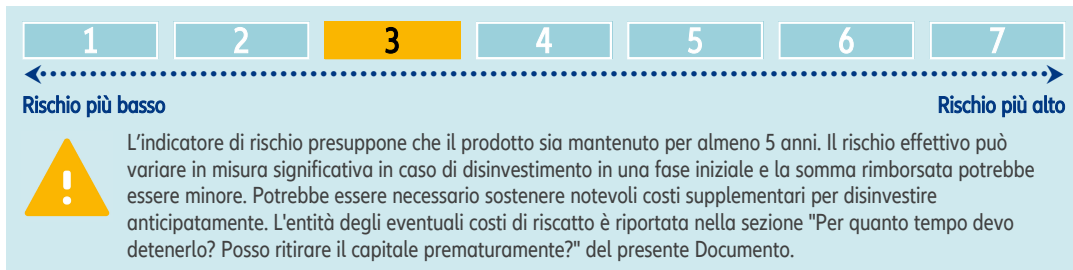 1 2 3 4 5 6 7
Rischio più basso Rischio più alto
L'indicatore di rischio presuppone che il prodotto sia mantenuto per almeno 5 anni. Il rischio effettivo può
variare in misura significativa in caso di disinvestimento in una fase iniziale e la somma rimborsata potrebbe
essere minore. Potrebbe essere necessario sostenere notevoli costi supplementari per disinvestire
anticipatamente. L'entità degli eventuali costi di riscatto è riportata nella sezione "Per quanto tempo devo
detenerlo? Posso ritirare il capitale prematuramente?" del presente Documento.